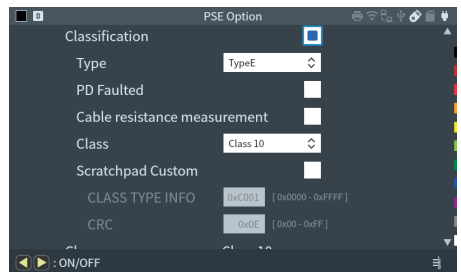 0 PSE Option
Classification
Type TypeE
PD Faulted
Cable resistance measurement
Class Class 10
Scratchpad Custom
CLASS TYPE INFO 0xC001 [ 0x0000 - 0xFFFF ]
CRC 0x0E [ 0x00 - 0xFF ]
: ON/OFF